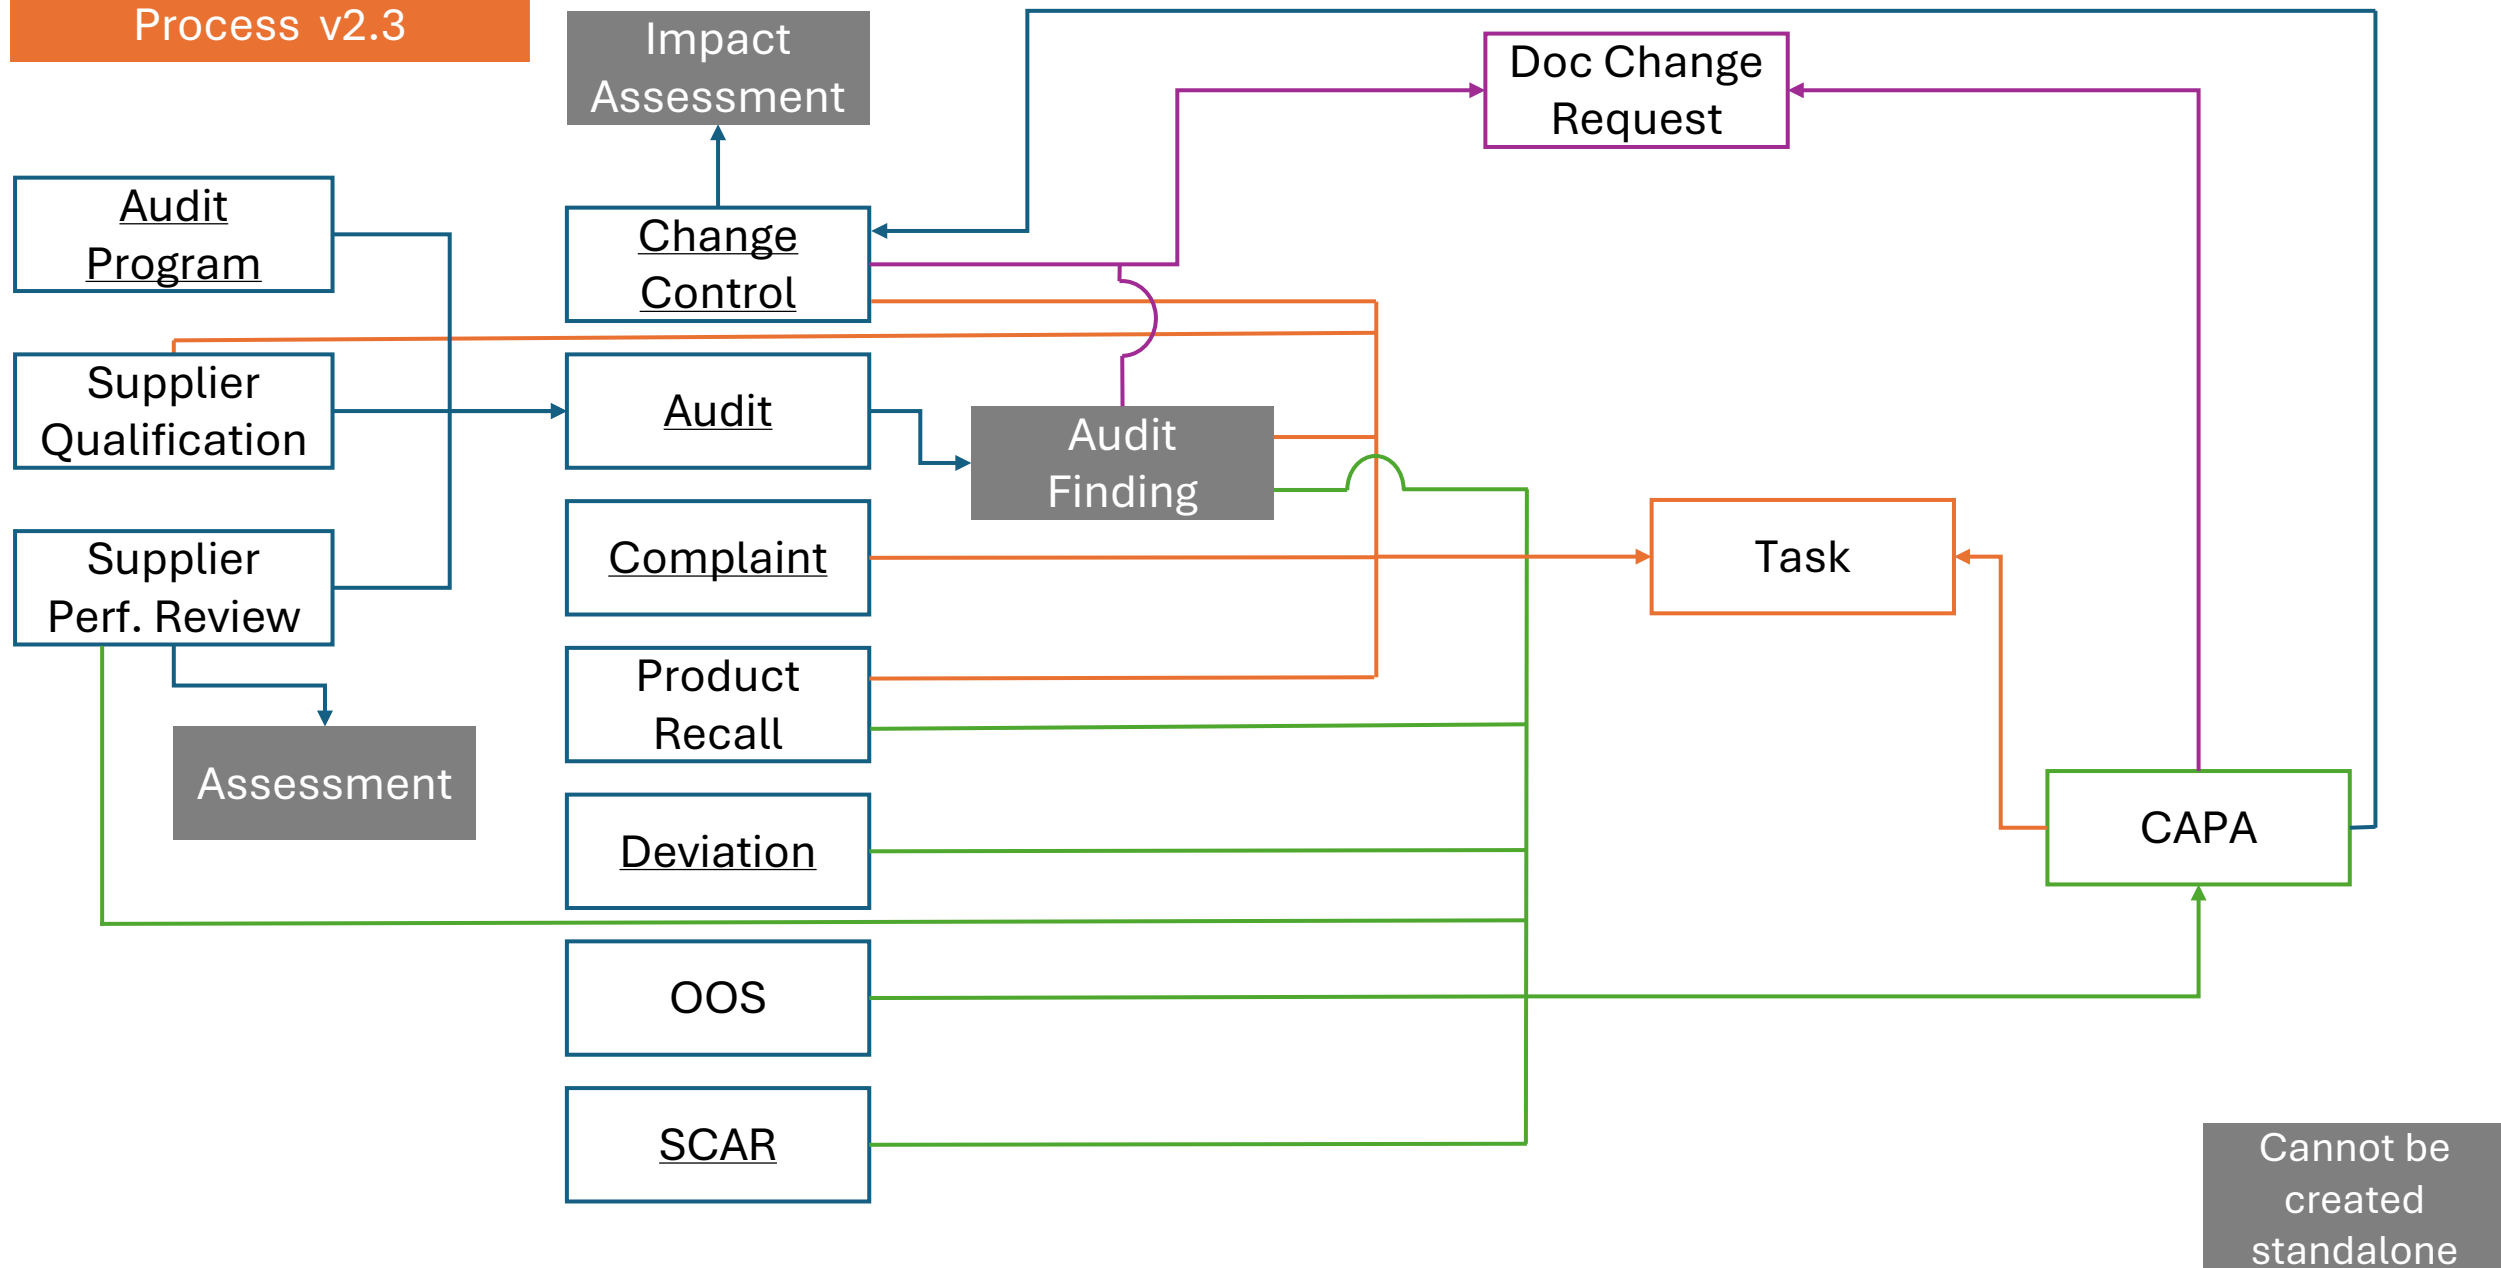 Process v2.3
Impact
Assessment
Doc Change
Request
Audit
Program
Change
Control
Supplier
Qualification
Audit
Audit
Finding
Supplier
Perf. Review
Complaint
Task
Product
Recall
Assessment
Deviation
CAPA
OOS
SCAR
Cannot be
created
standalone